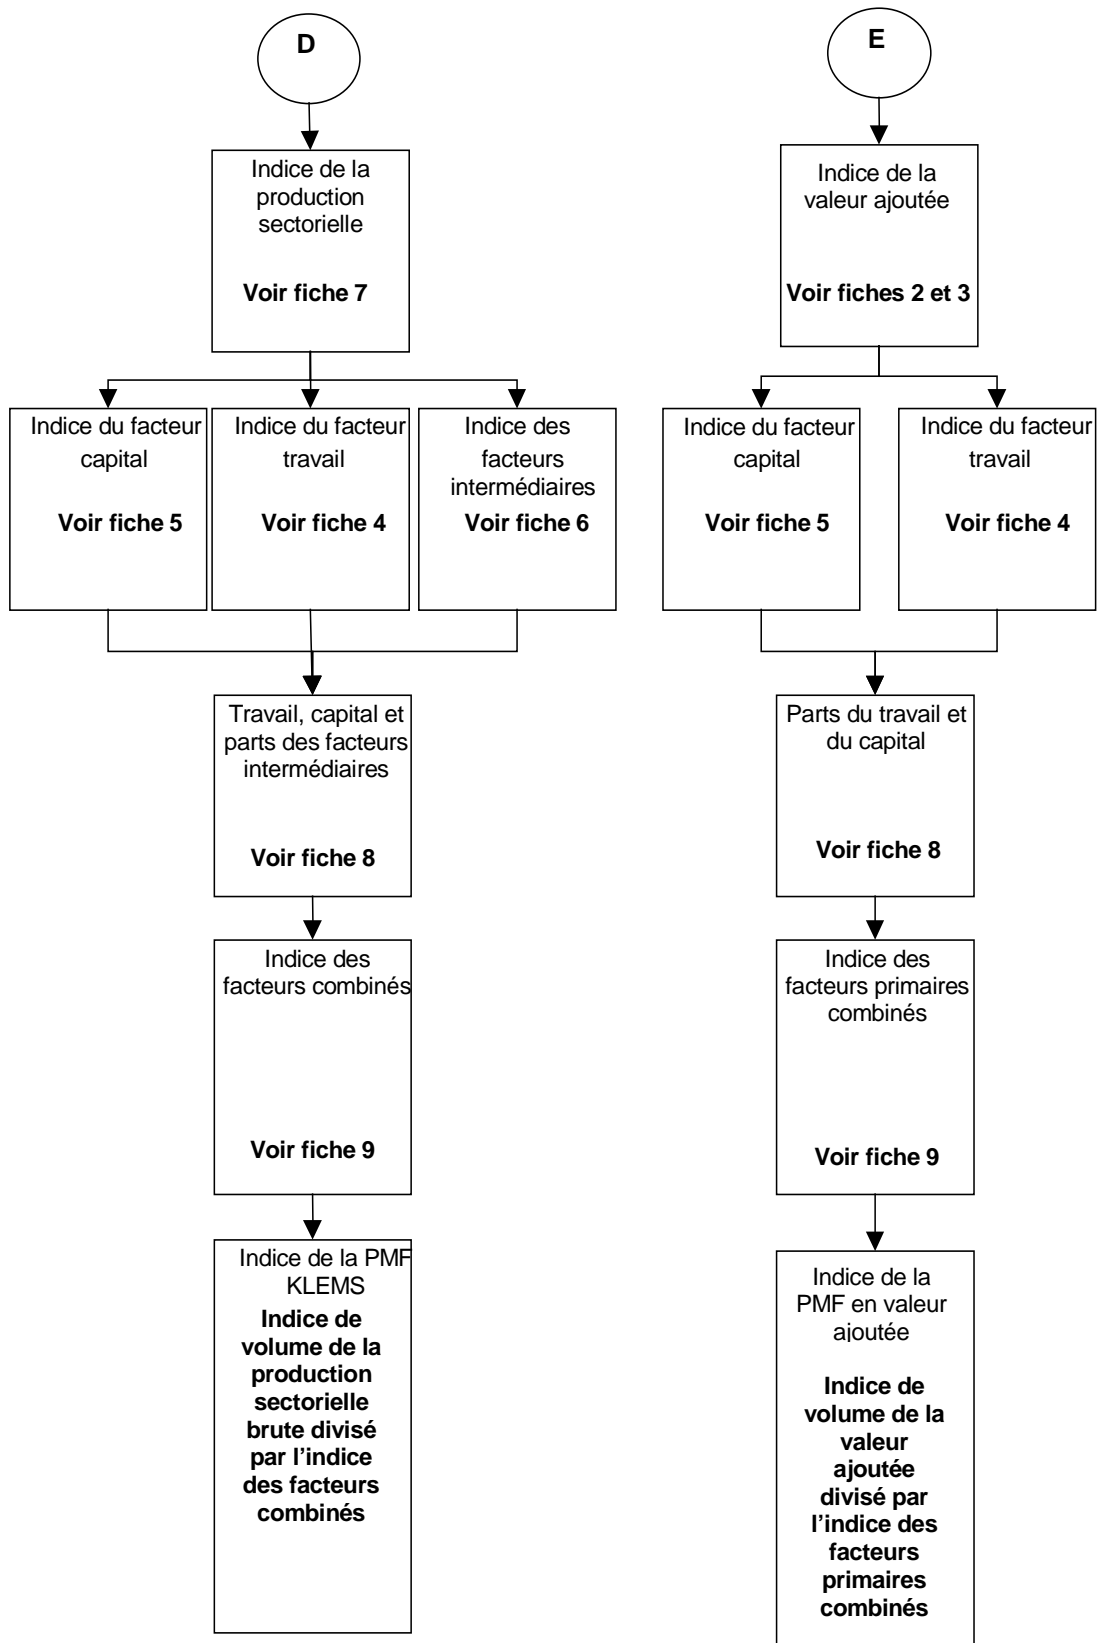 D
Indice de la
production
sectorielle
Voir fiche 7
Indice du facteur
capital
Voir fiche 5
Indice du facteur
travail
Voir fiche 4
Indice des
facteurs
intermédiaires
Voir fiche 6
Travail, capital et
parts des facteurs
intermédiaires
Voir fiche 8
Indice des
facteurs combinés
Voir fiche 9
Indice de la PMF
KLEMS
Indice de
volume de la
production
sectorielle
brute divisé
par l’indice
des facteurs
combinés
E
Indice de la
valeur ajoutée
Voir fiches 2 et 3
Indice du facteur
capital
Voir fiche 5
Indice du facteur
travail
Voir fiche 4
Parts du travail et
du capital
Voir fiche 8
Indice des
facteurs primaires
combinés
Voir fiche 9
Indice de la
PMF en valeur
ajoutée
Indice de
volume de la
valeur
ajoutée
divisé par
l’indice des
facteurs
primaires
combinés